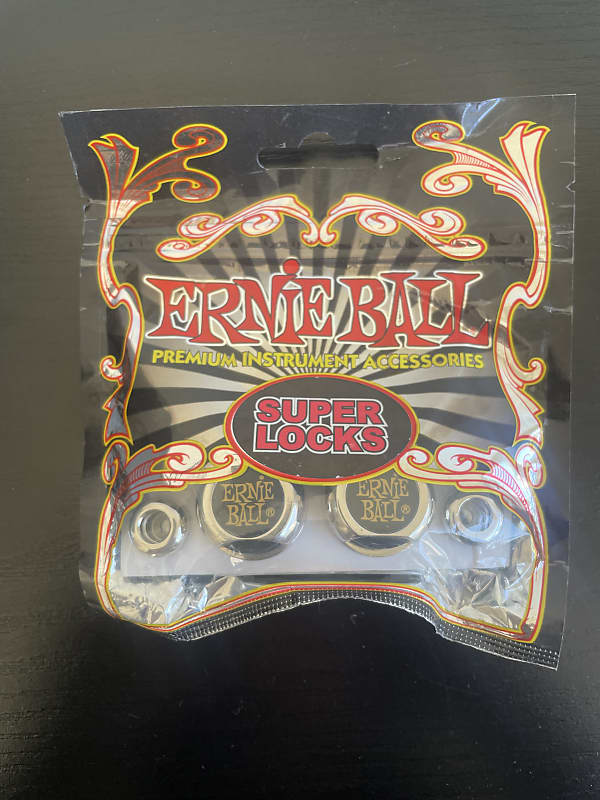 ERNiE BALL
PREMIUM INSTRUMENT ACCESSORIES
SUPER
LOCKS
ERNiE
BALL®
ERNiE
BALL®